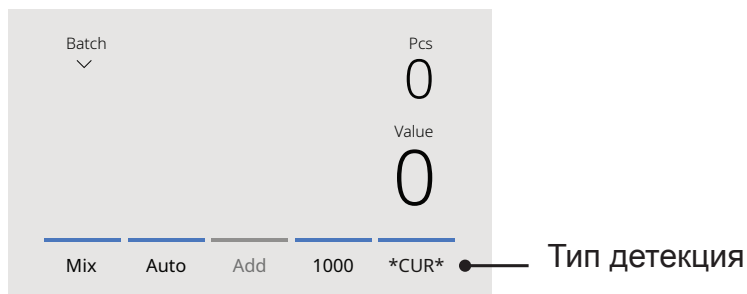 Batch
Pcs
0
Value
0
Mix Auto Add 1000 *CUR*
Тип детекция